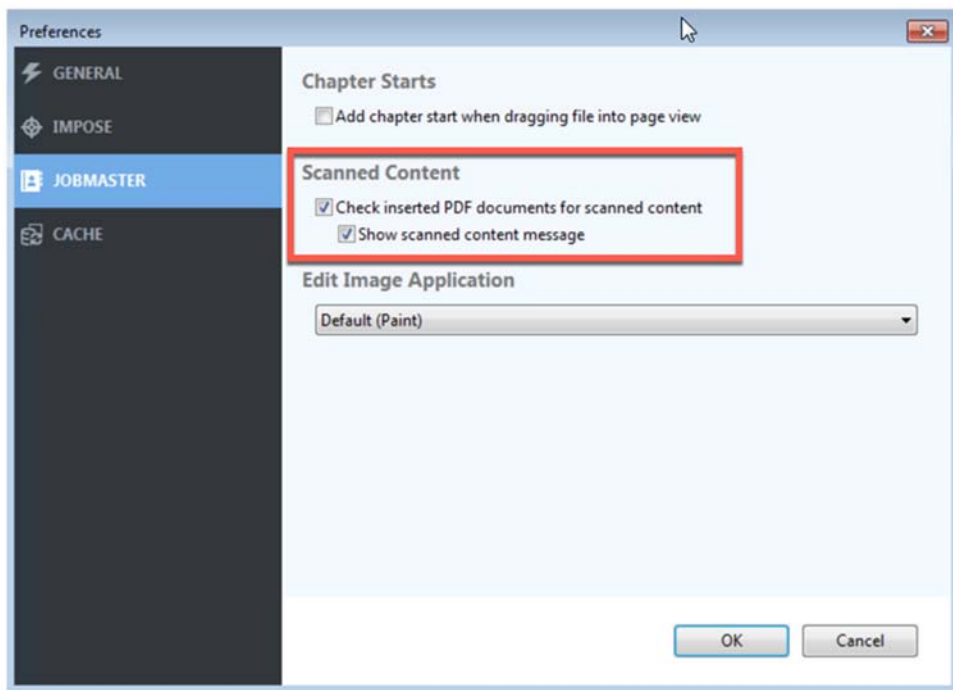 Preferences
GENERAL
IMPOSE
JOBMASTER
CACHE
Chapter Starts
Add chapter start when dragging file into page view
Scanned Content
Check inserted PDF documents for scanned content
Show scanned content message
Edit Image Application
Default (Paint)
OK
Cancel